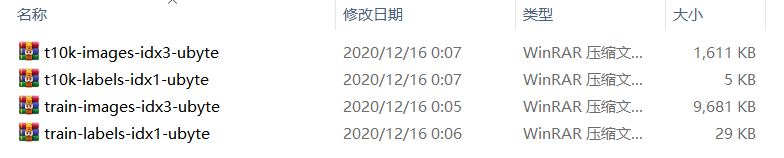 名称 修改日期 类型 大小
t10k-images-idx3-ubyte 2020/12/16 0:07 WinRAR 压缩文... 1,611 KB
t10k-labels-idx1-ubyte 2020/12/16 0:07 WinRAR 压缩文... 5 KB
train-images-idx3-ubyte 2020/12/16 0:05 WinRAR 压缩文... 9,681 KB
train-labels-idx1-ubyte 2020/12/16 0:06 WinRAR 压缩文... 29 KB